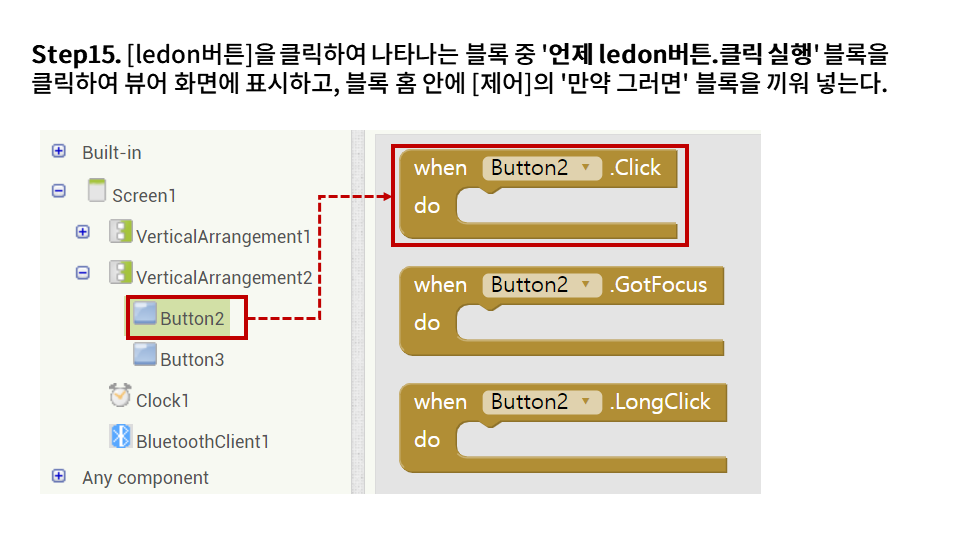 Step15. [ledon버튼]을 클릭하여 나타나는 블록 중 '언제 ledon버튼.클릭 실행' 블록을
클릭하여 뷰어 화면에 표시하고, 블록 홈 안에 [제어]의 '만약 그러면' 블록을 끼워 넣는다.
Built-in
Screen1
VerticalArrangement1
VerticalArrangement2
Button2
Button3
Clock1
BluetoothClient1
Any component
when Button2 .Click
do
when Button2 .GotFocus
do
when Button2 .LongClick
do